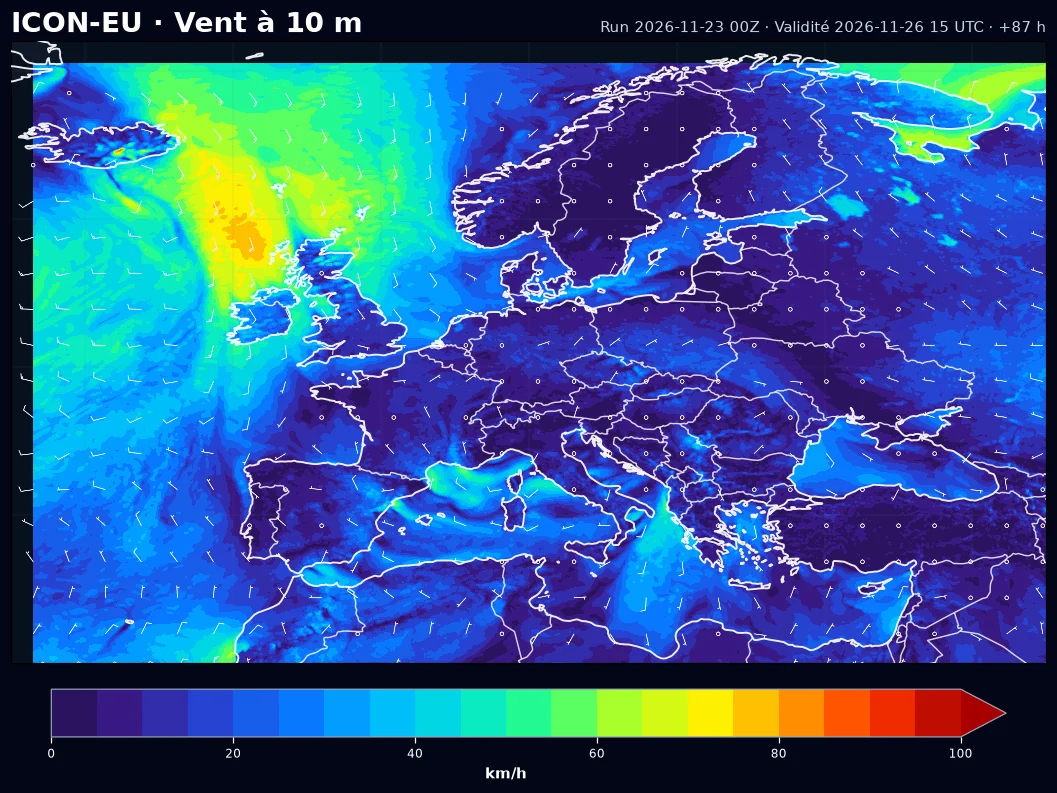 ICON-EU · Vent à 10 m
Run 2026-11-23 00Z · Validité 2026-11-26 15 UTC · +87 h
0 20 40 60 80 100
km/h